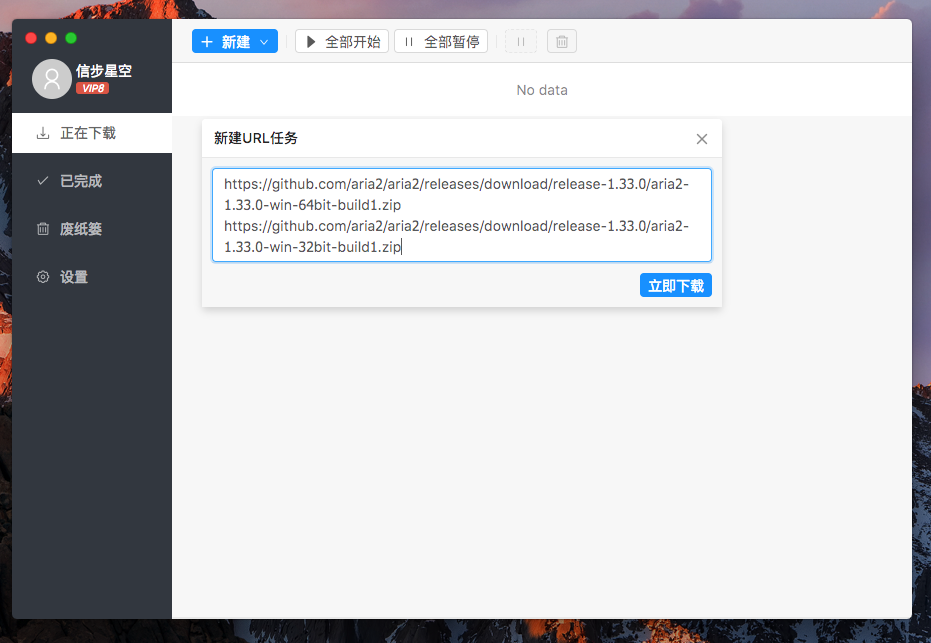 新建
全部开始
全部暂停
信步星空
VIP8
No data
正在下载
已完成
废纸篓
设置
新建URL任务
https://github.com/aria2/aria2/releases/download/release-1.33.0/aria2-
1.33.0-win-64bit-build1.zip
https://github.com/aria2/aria2/releases/download/release-1.33.0/aria2-
1.33.0-win-32bit-build1.zip
立即下载